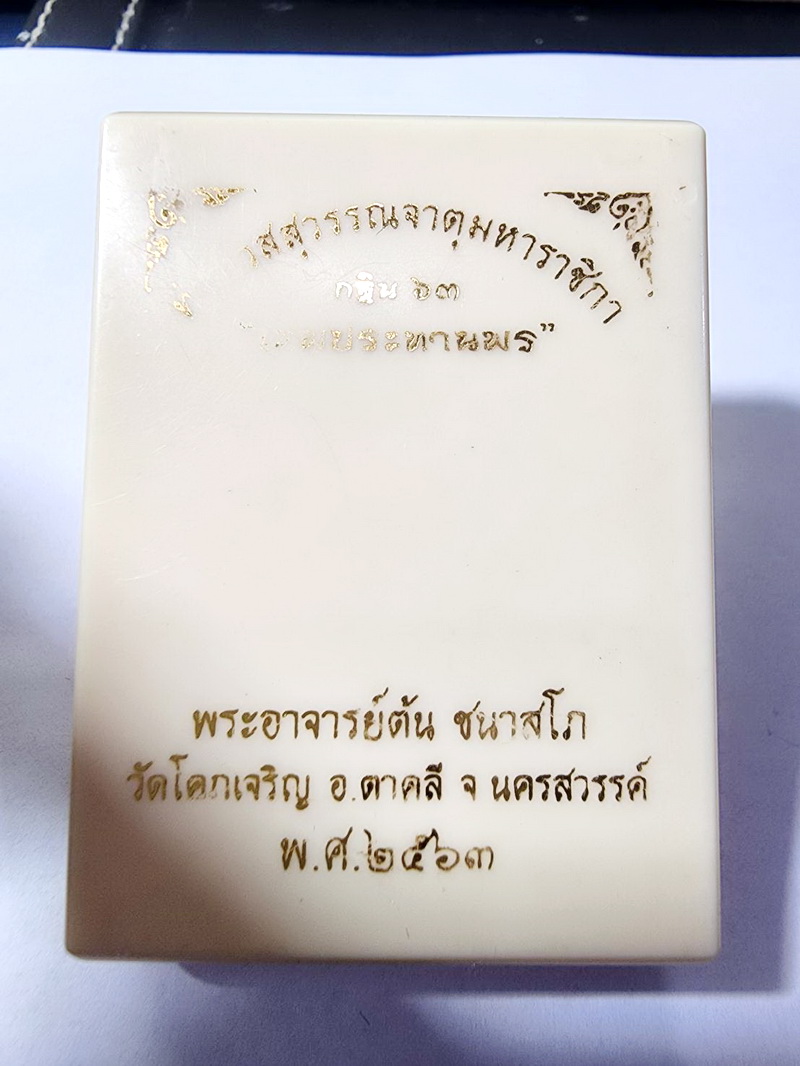 เวสสุวรรณจาตุมหาราชิกา
กฐิน ๖๓
ประทานพร"
พระอาจารย์ต้น ชนาสโภ
วัดโคกเจริญ อ.ตาคลี จ นครสวรรค์
พ.ศ.๒๕๖๓